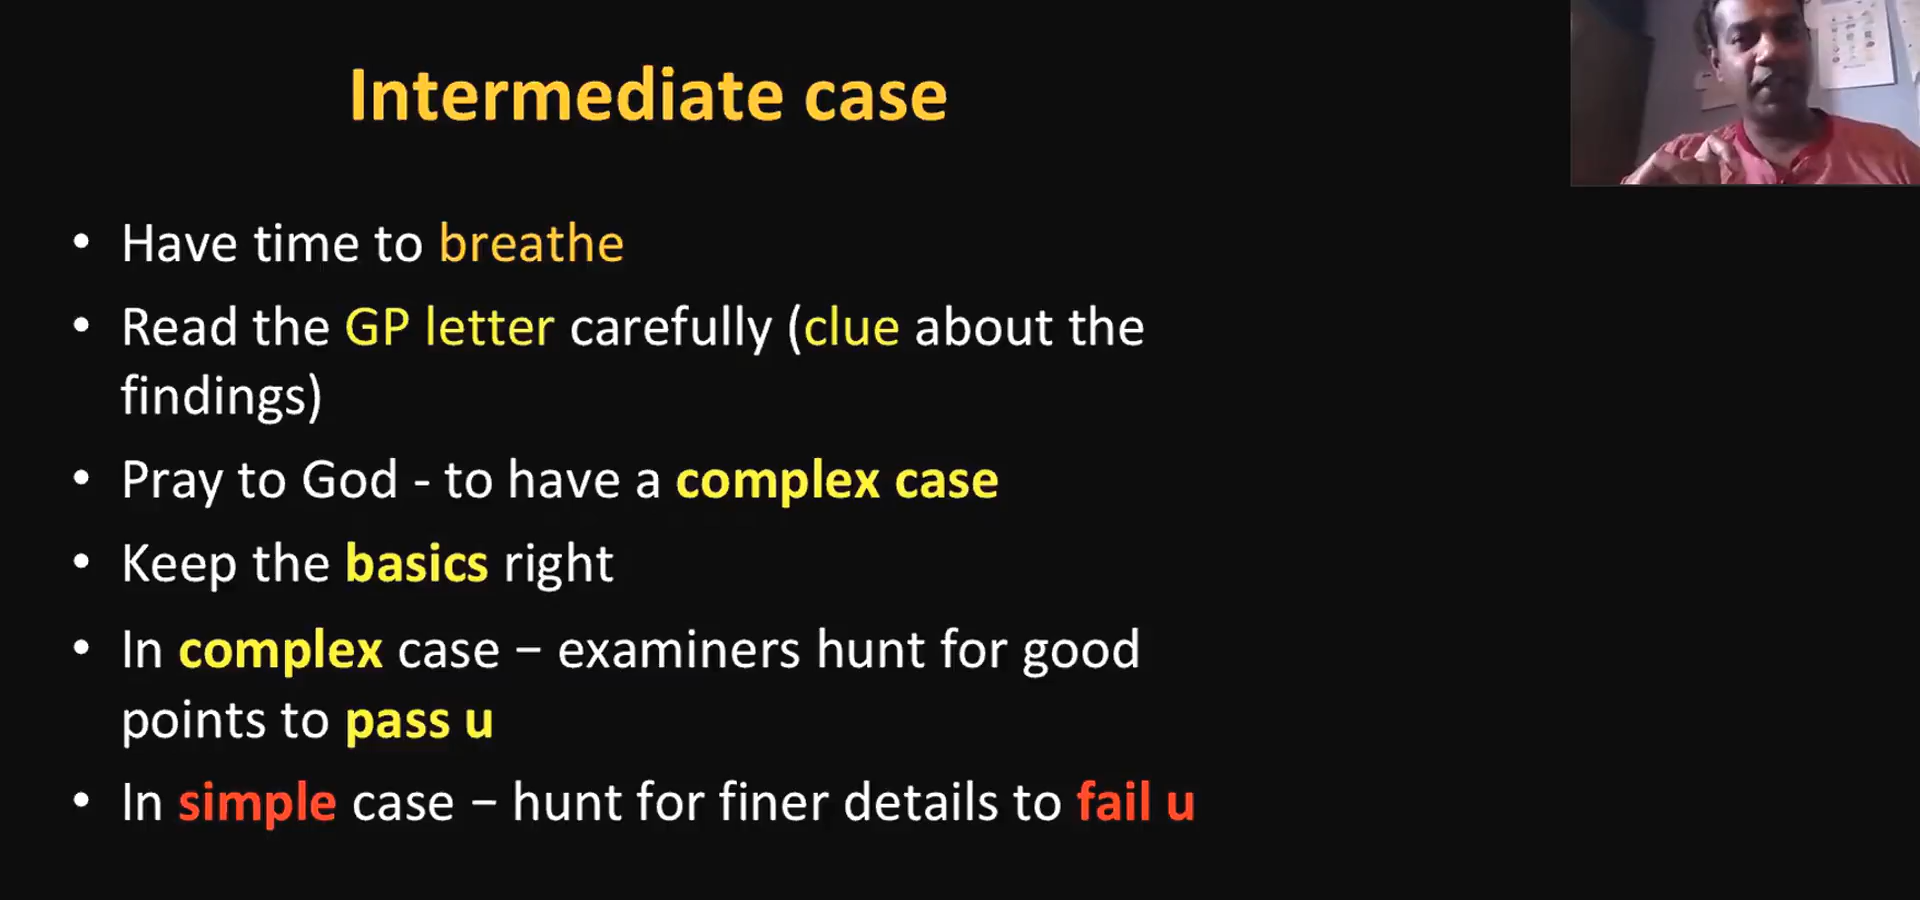 Intermediate case
• Have time to breathe
• Read the GP letter carefully (clue about the
findings)
• Pray to God - to have a complex case
• Keep the basics right
• In complex case – examiners hunt for good
points to pass u
• In simple case – hunt for finer details to fail u